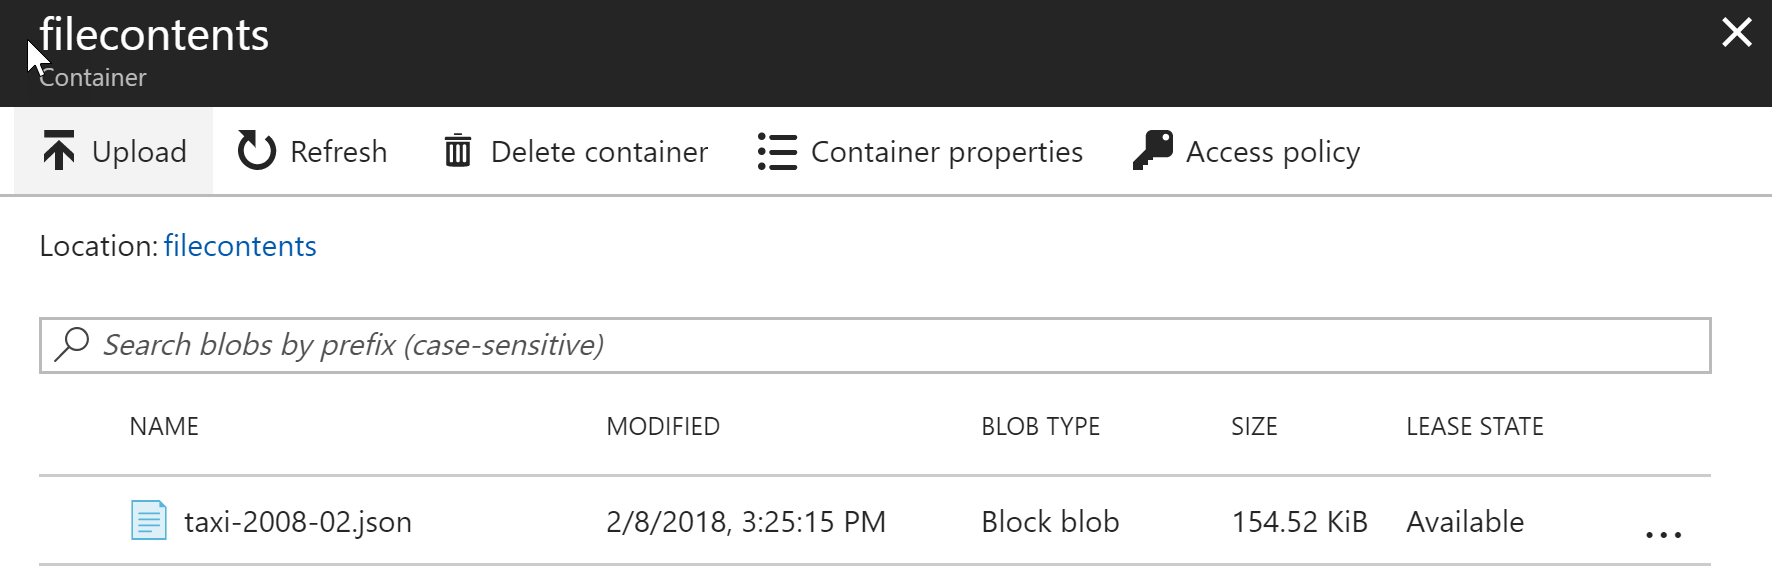 filecontents
Container
Upload Refresh Delete container Container properties Access policy
Location: filecontents
Search blobs by prefix (case-sensitive)
NAME MODIFIED BLOB TYPE SIZE LEASE STATE
taxi-2008-02.json 2/8/2018, 3:25:15 PM Block blob 154.52 KiB Available ...